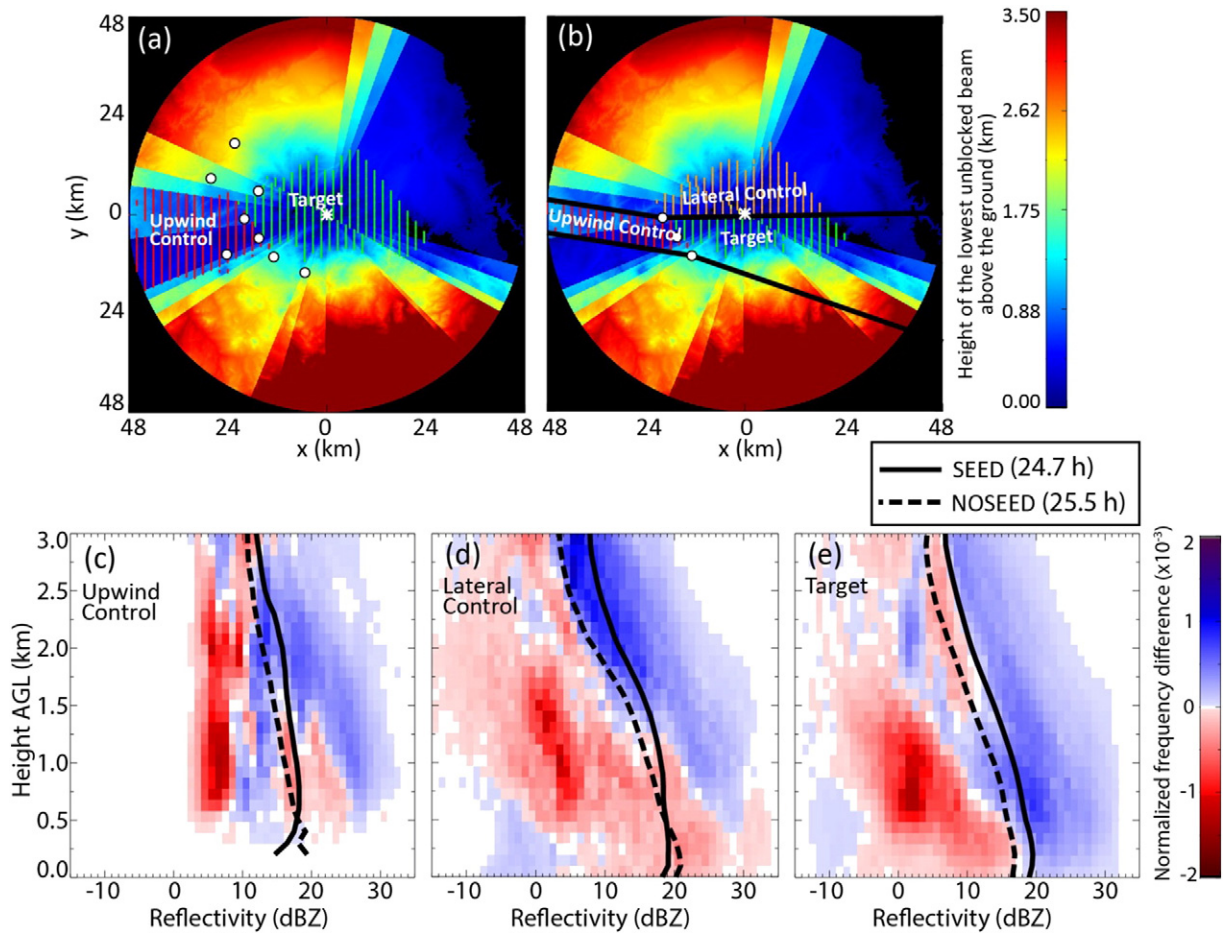 48
(a)
24
y (km)
0
24
48
48
24
0
24
48
x (km)
Target
Upwind
Control
(b)
Lateral Control
Upwind Control
Target
48
24
0
24
48
x (km)
3.50
2.62
1.75
0.88
0.00
Height of the lowest unblocked beam
above the ground (km)
SEED (24.7 h)
NOSEED (25.5 h)
3.0
2.5
2.0
1.5
1.0
0.5
0.0
Height AGL (km)
(c)
Upwind
Control
-10
0
10
20
30
Reflectivity (dBZ)
(d)
Lateral
Control
-10
0
10
20
30
Reflectivity (dBZ)
(e)
Target
-10
0
10
20
30
Reflectivity (dBZ)
2
1
0
-1
-2
Normalized frequency difference (x10⁻³)